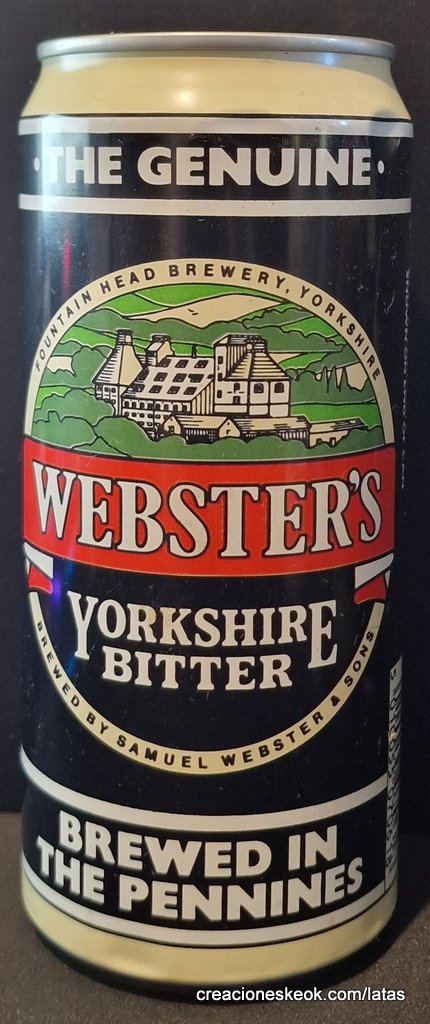 ·THE GENUINE·
FOUNTAIN HEAD BREWERY, YORKSHIRE
WEBSTER'S
YORKSHIRE
BITTER
BREWED BY SAMUEL WEBSTER & SONS
BREWED IN
THE PENNINES
creacioneskeok.com/latas